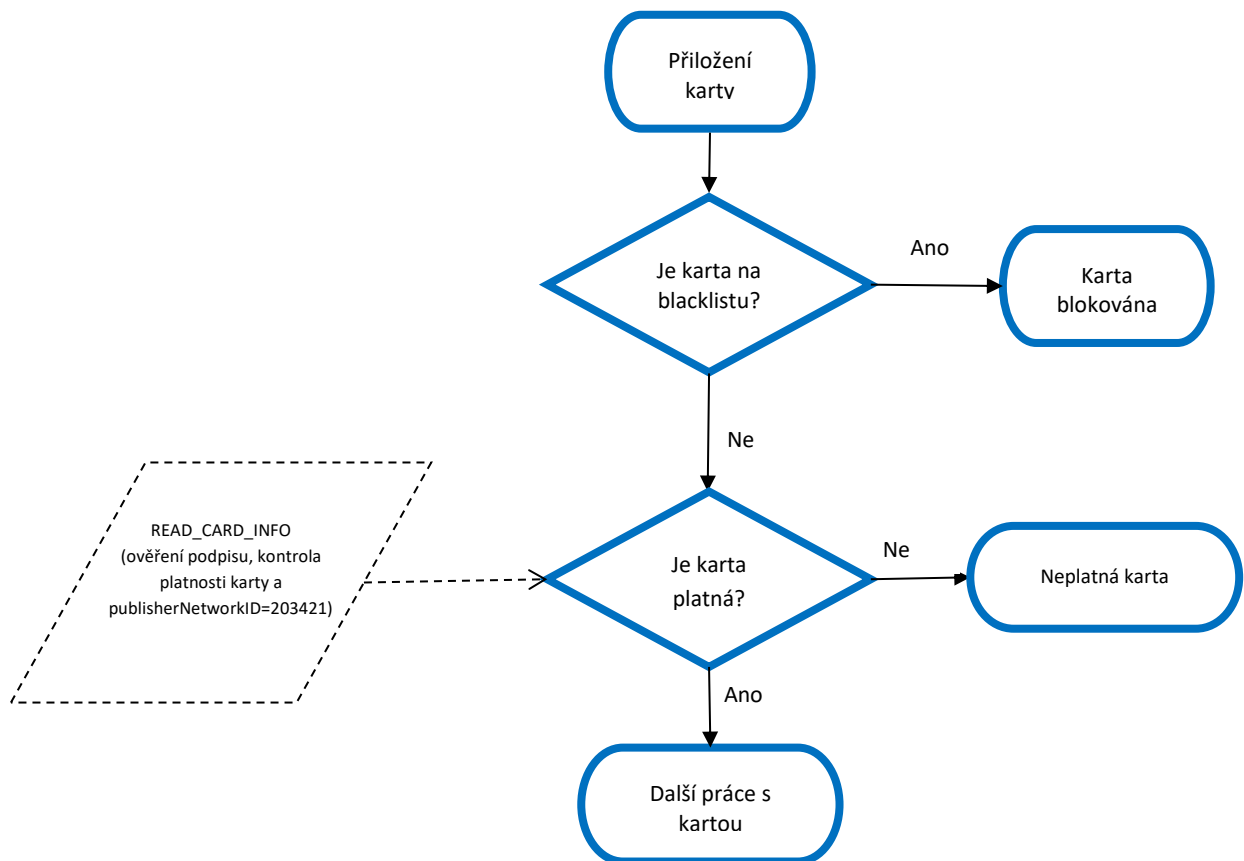 Přiložení
karty
Ano
Je karta na
blacklistu?
Karta
blokována
Ne
READ_CARD_INFO
(ověření podpisu, kontrola
platnosti karty a
publisherNetworkID=203421)
Je karta
platná?
Ne
Neplatná karta
Ano
Další práce s
kartou